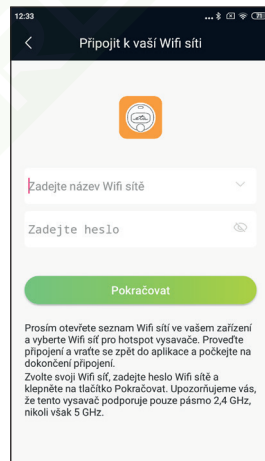 12:33
Připojit k vaší Wifi síti
Zadejte název Wifi sítě
Zadejte heslo
Pokračovat
Prosím otevřete seznam Wifi sítí ve vašem zařízení
a vyberte Wifi síť pro hotspot vysavače. Proveďte
připojení a vraťte se zpět do aplikace a počkejte na
dokončení připojení.
Zvolte svoji Wifi síť, zadejte heslo Wifi sítě a
klepněte na tlačítko Pokračovat. Upozorňujeme vás,
že tento vysavač podporuje pouze pásmo 2,4 GHz,
nikoli však 5 GHz.